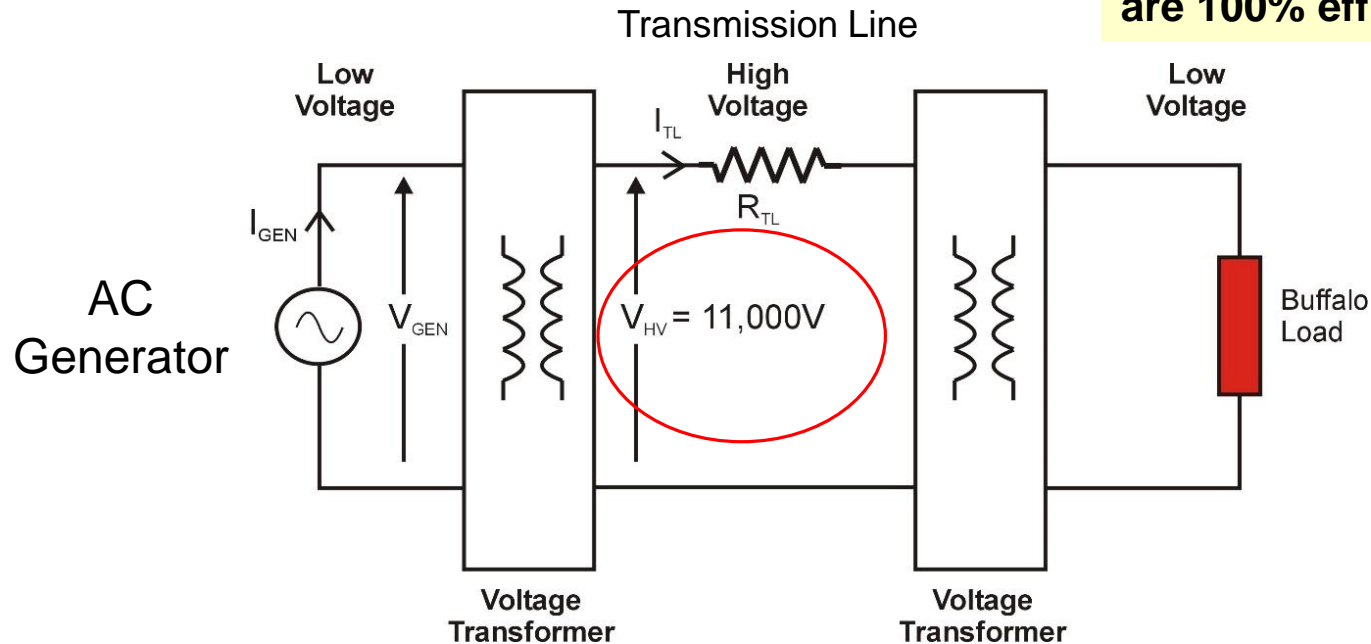 are 100% eff
Transmission Line
Low
Voltage
High
Voltage
Low
Voltage
I_TL
R_TL
I_GEN
V_GEN
V_HV = 11,000V
AC
Generator
Buffalo
Load
Voltage
Transformer
Voltage
Transformer